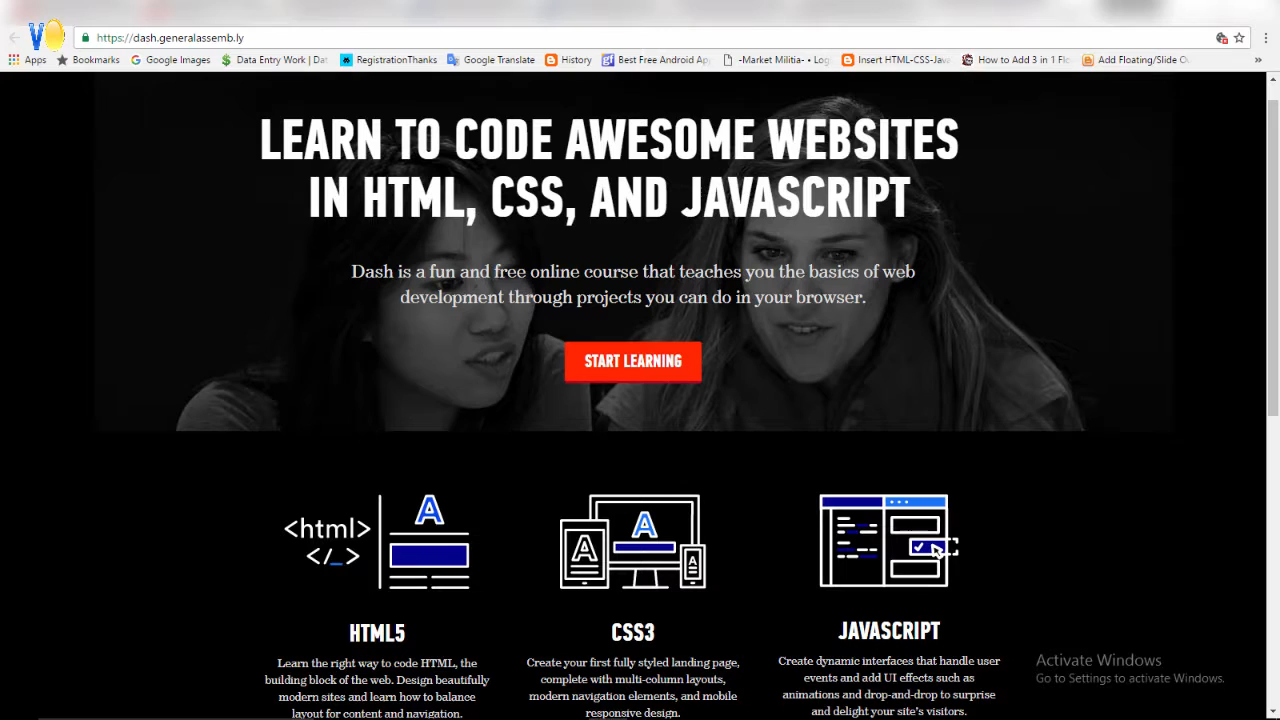 VO
https://dash.generalassemb.ly
Apps Bookmarks Google Images Data Entry Work | Dat RegistrationThanks Google Translate History Best Free Android Ap -Market Militia- • Log Insert HTML-CSS-Java How to Add 3 in 1 Flo Add Floating/Slide Ou »
LEARN TO CODE AWESOME WEBSITES
IN HTML, CSS, AND JAVASCRIPT
Dash is a fun and free online course that teaches you the basics of web
development through projects you can do in your browser.
START LEARNING
<html>
</_>
A
A
A
A
HTML5
Learn the right way to code HTML, the
building block of the web. Design beautifully
modern sites and learn how to balance
layout for content and navigation.
CSS3
Create your first fully styled landing page,
complete with multi-column layouts,
modern navigation elements, and mobile
responsive design.
JAVASCRIPT
Create dynamic interfaces that handle user
events and add UI effects such as
animations and drop-and-drop to surprise
and delight your site's visitors.
Activate Windows
Go to Settings to activate Windows.